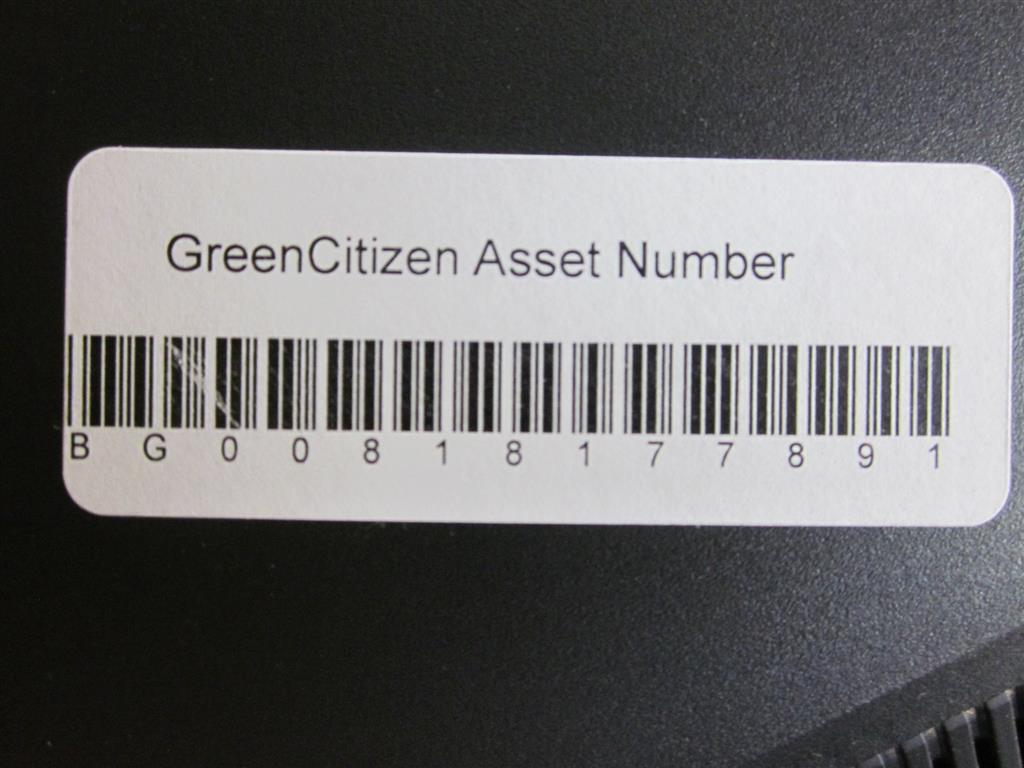 GreenCitizen Asset Number
B G 0 0 8 1 8 1 7 7 8 9 1